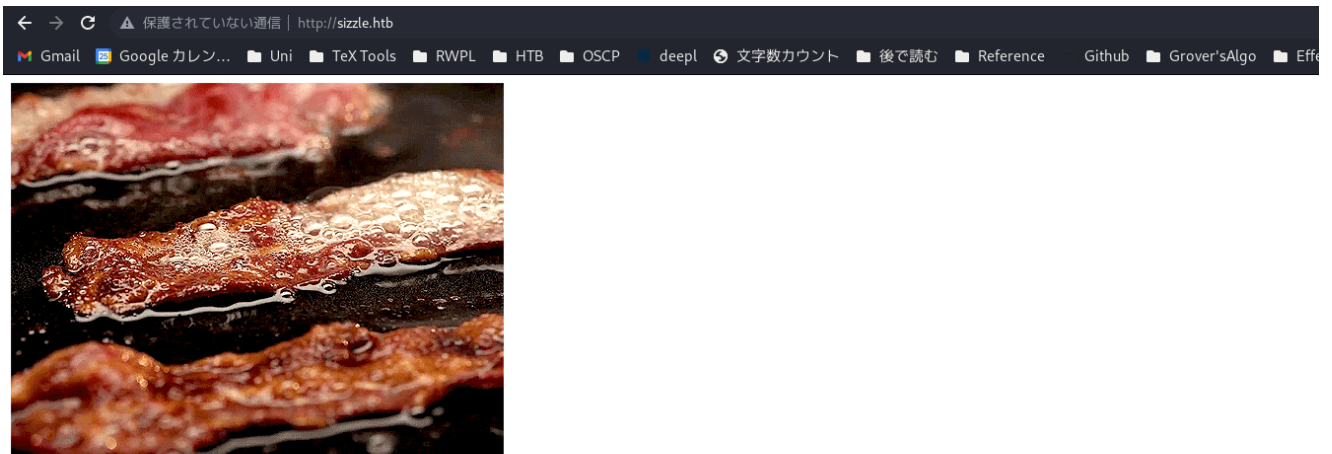 保護されていない通信 | http://sizzle.htb
Gmail Google カレン... Uni TeX Tools RWPL HTB OSCP deepl 文字数カウント 後で読む Reference Github Grover'sAlgo Effe